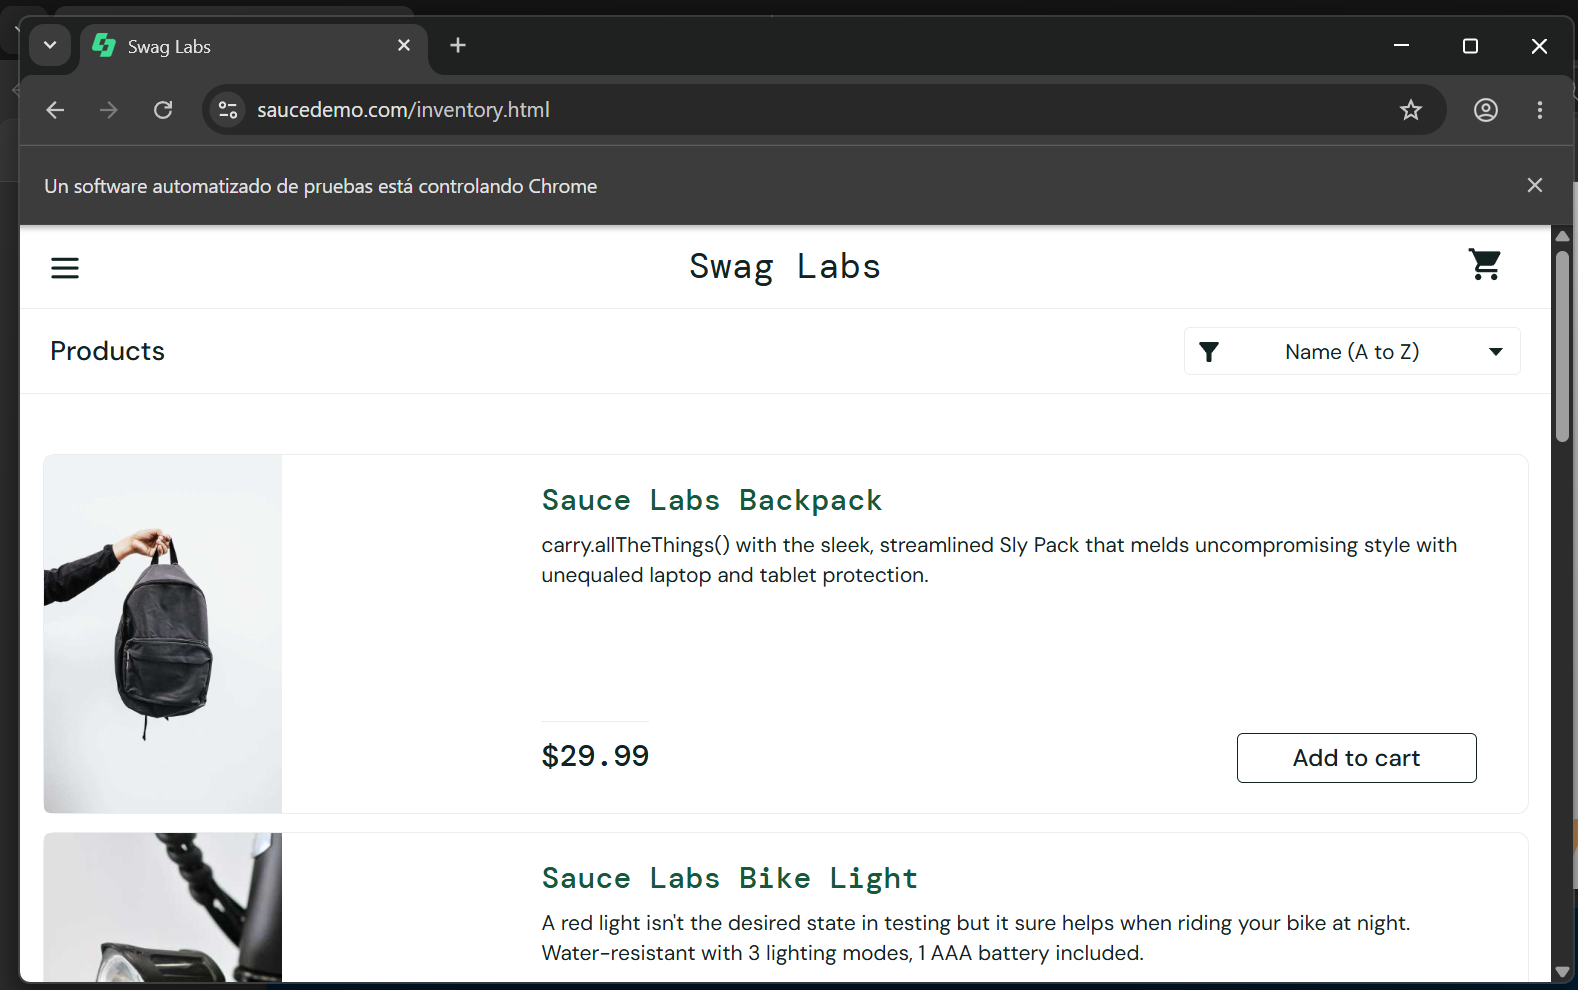 Swag Labs
saucedemo.com/inventory.html
Un software automatizado de pruebas está controlando Chrome
Swag Labs
Products
Name (A to Z)
Sauce Labs Backpack
carry.allTheThings() with the sleek, streamlined Sly Pack that melds uncompromising style with
unequaled laptop and tablet protection.
$29.99
Add to cart
Sauce Labs Bike Light
A red light isn't the desired state in testing but it sure helps when riding your bike at night.
Water-resistant with 3 lighting modes, 1 AAA battery included.